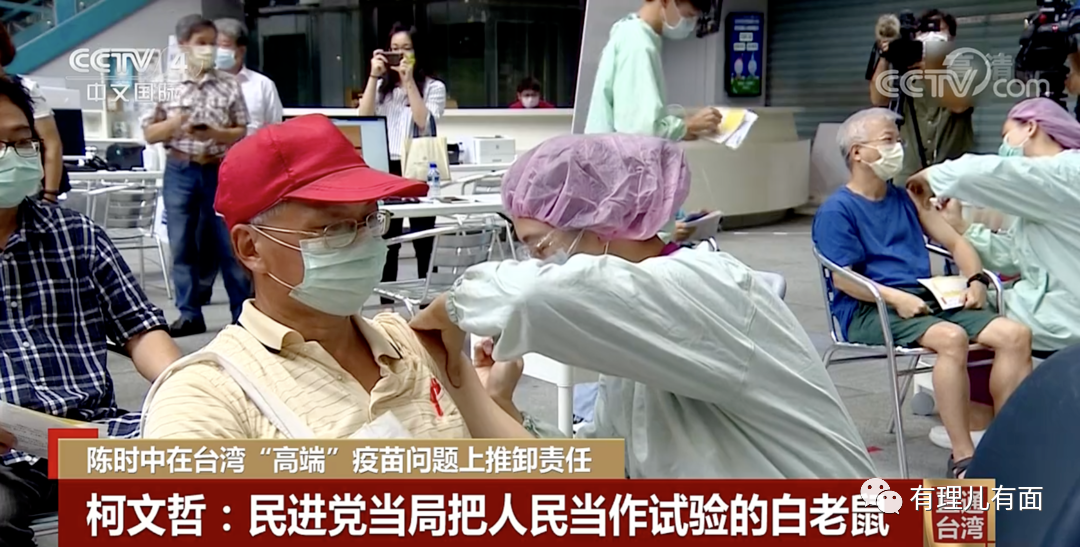 CCTV 4
中文国际
高清
CCTV.com
陈时中在台湾“高端”疫苗问题上推卸责任
柯文哲：民进党当局把人民当作试验的白老鼠
有理儿有面
台湾